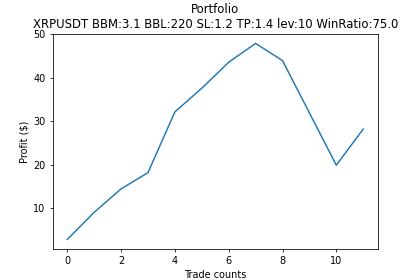 Portfolio
XRPUSDT BBM:3.1 BBL:220 SL:1.2 TP:1.4 lev:10 WinRatio:75.0
50
40
30
20
10
Profit ($)
0 2 4 6 8 10
Trade counts